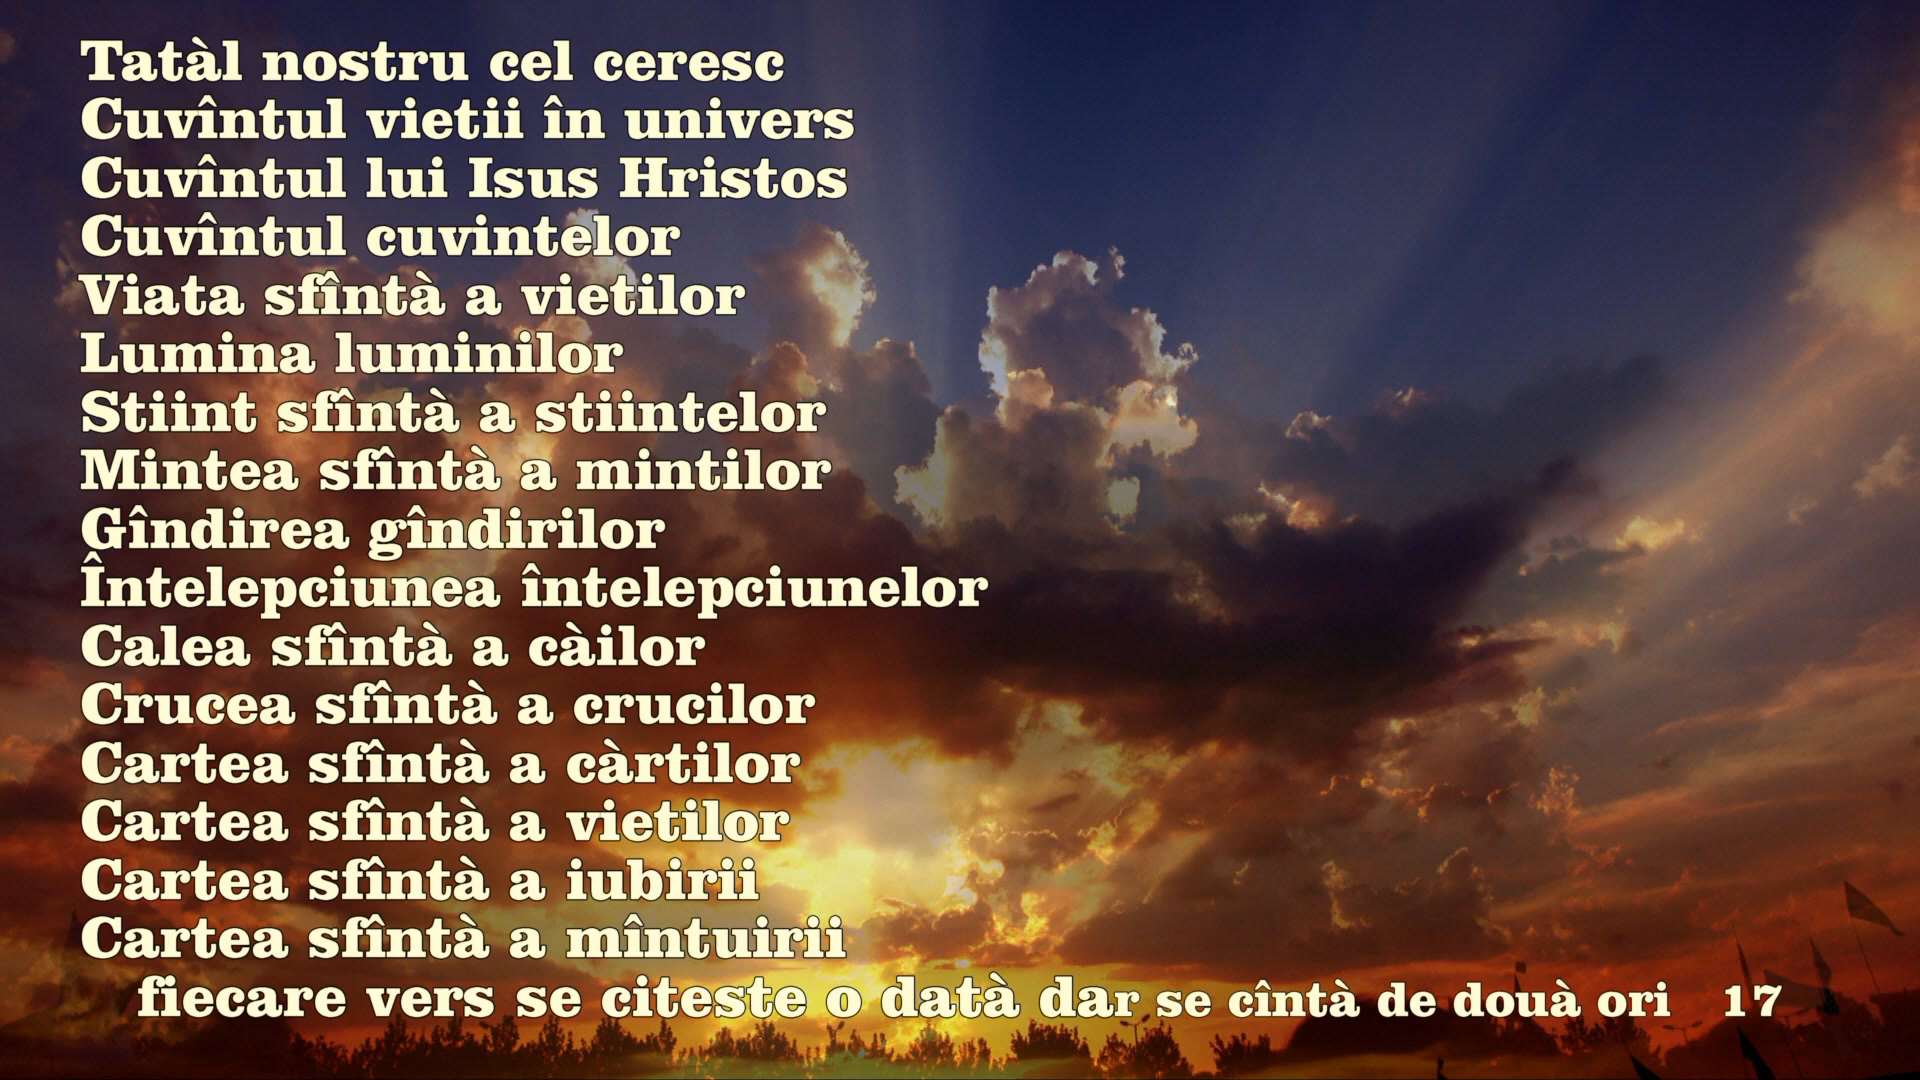 Tatàl nostru cel ceresc
Cuvîntul vietii în univers
Cuvîntul lui Isus Hristos
Cuvîntul cuvintelor
Viata sfîntà a vietilor
Lumina luminilor
Stiint sfîntà a stiintelor
Mintea sfîntà a mintilor
Gîndirea gîndirilor
Întelepciunea întelepciunelor
Calea sfîntà a càilor
Crucea sfîntà a crucilor
Cartea sfîntà a càrtilor
Cartea sfîntà a vietilor
Cartea sfîntà a iubirii
Cartea sfîntà a mîntuirii
fiecare vers se citeste o datà dar se cîntà de douà ori 17